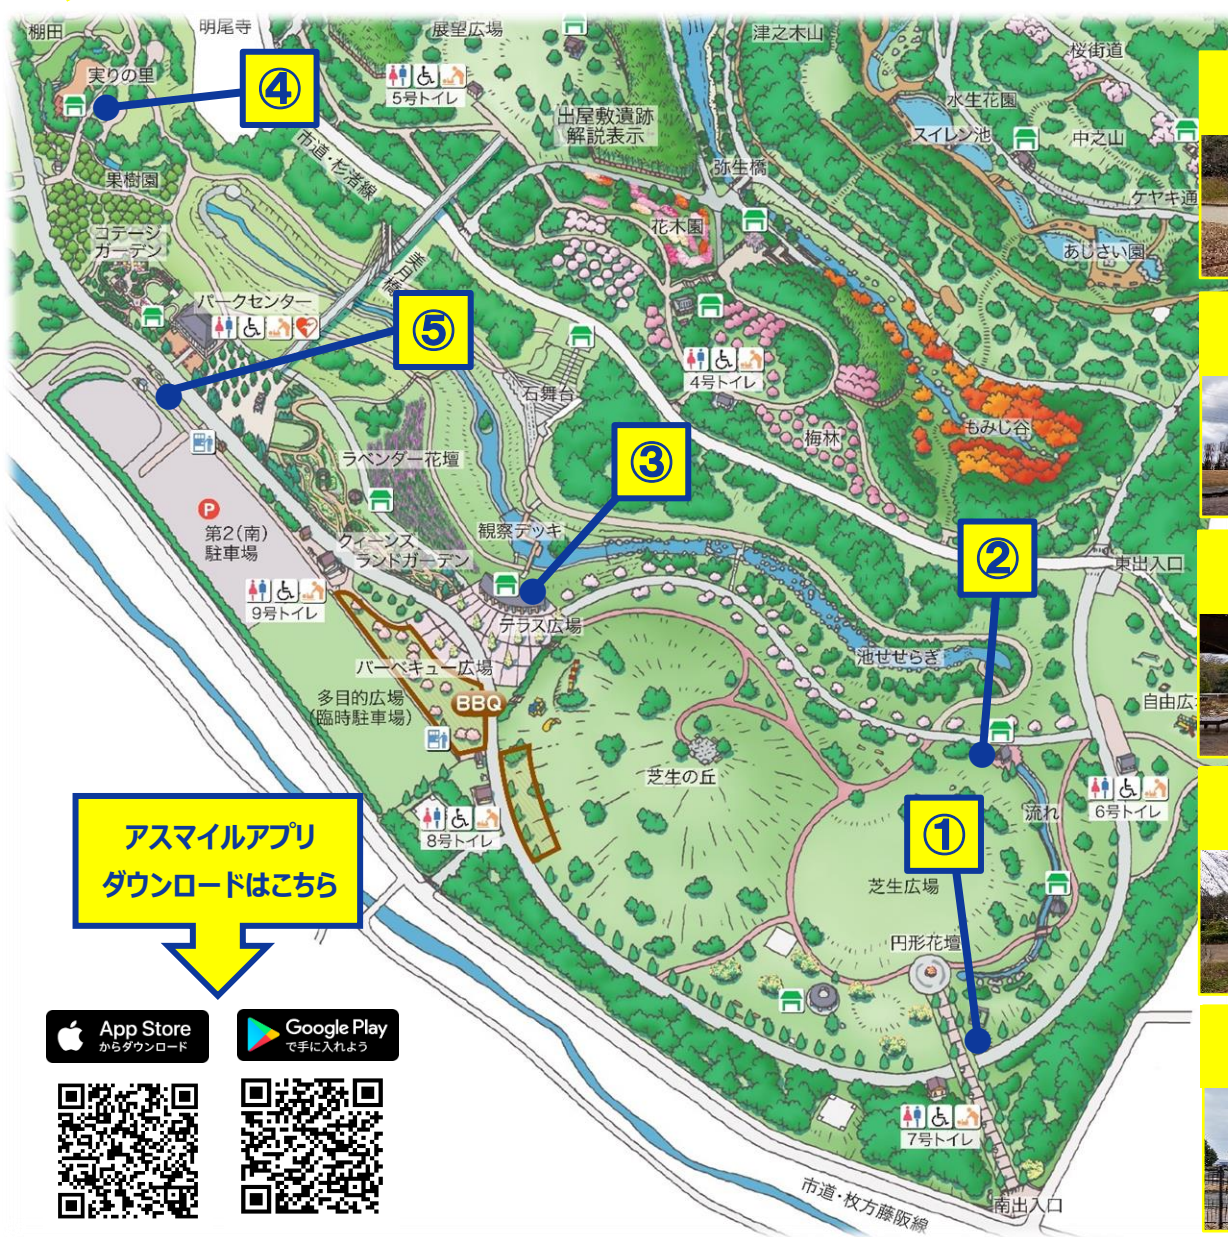 棚田
明尾寺
展望広場
川
津之木山
桜街道
実りの里
④
5号トイレ
出屋敷遺跡
解説表示
水生花園
スイレン池
中之山
市道・杉渚線
弥生橋
果樹園
ケヤキ通
花木園
コテージ
ガーデン
あじさい園
パークセンター
⑤
4号トイレ
石舞台
梅林
もみじ谷
ラベンダー花壇
③
P
第2(南)
駐車場
観察デッキ
クィーンズ
ランドガーデン
②
東出入口
9号トイレ
テラス広場
池せせらぎ
バーベキュー広場
BBQ
多目的広場
(臨時駐車場)
自由広
芝生の丘
8号トイレ
6号トイレ
流れ
①
アスマイルアプリ
ダウンロードはこちら
芝生広場
円形花壇
App Store
からダウンロード
Google Play
で手に入れよう
7号トイレ
市道・枚方藤阪線
南出入口